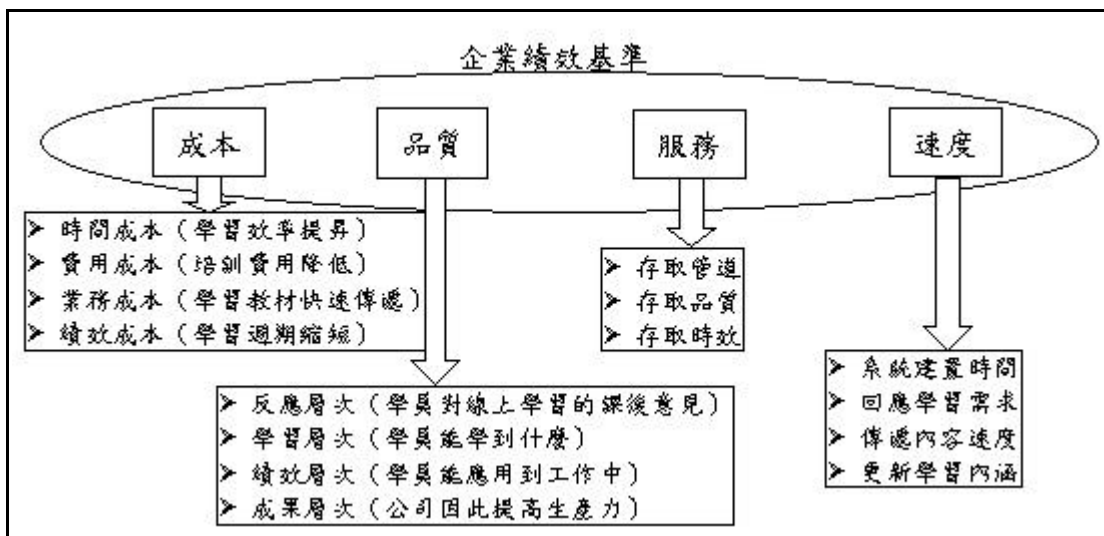 企業績效基準
成本
品質
服務
速度
➤ 時間成本（學習效率提昇）
➤ 費用成本（培訓費用降低）
➤ 業務成本（學習教材快速傳遞）
➤ 績效成本（學習週期縮短）
➤ 反應層次（學員對線上學習的課後意見）
➤ 學習層次（學員能學到什麼）
➤ 績效層次（學員能應用到工作中）
➤ 成果層次（公司因此提高生產力）
➤ 存取管道
➤ 存取品質
➤ 存取時效
➤ 系統建置時間
➤ 回應學習需求
➤ 傳遞內容速度
➤ 更新學習內涵